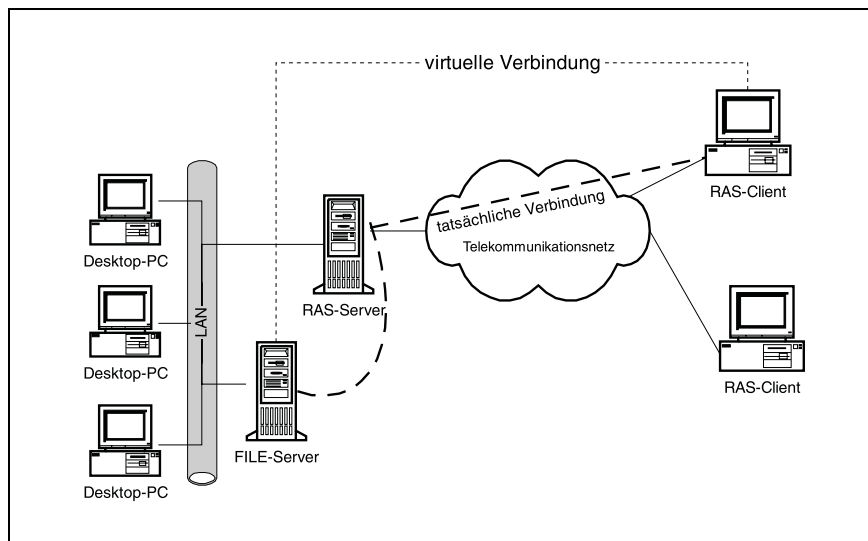 virtuelle Verbindung
RAS-Client
tatsächliche Verbindung
Telekommunikationsnetz
Desktop-PC
RAS-Server
LAN
Desktop-PC
RAS-Client
FILE-Server
Desktop-PC